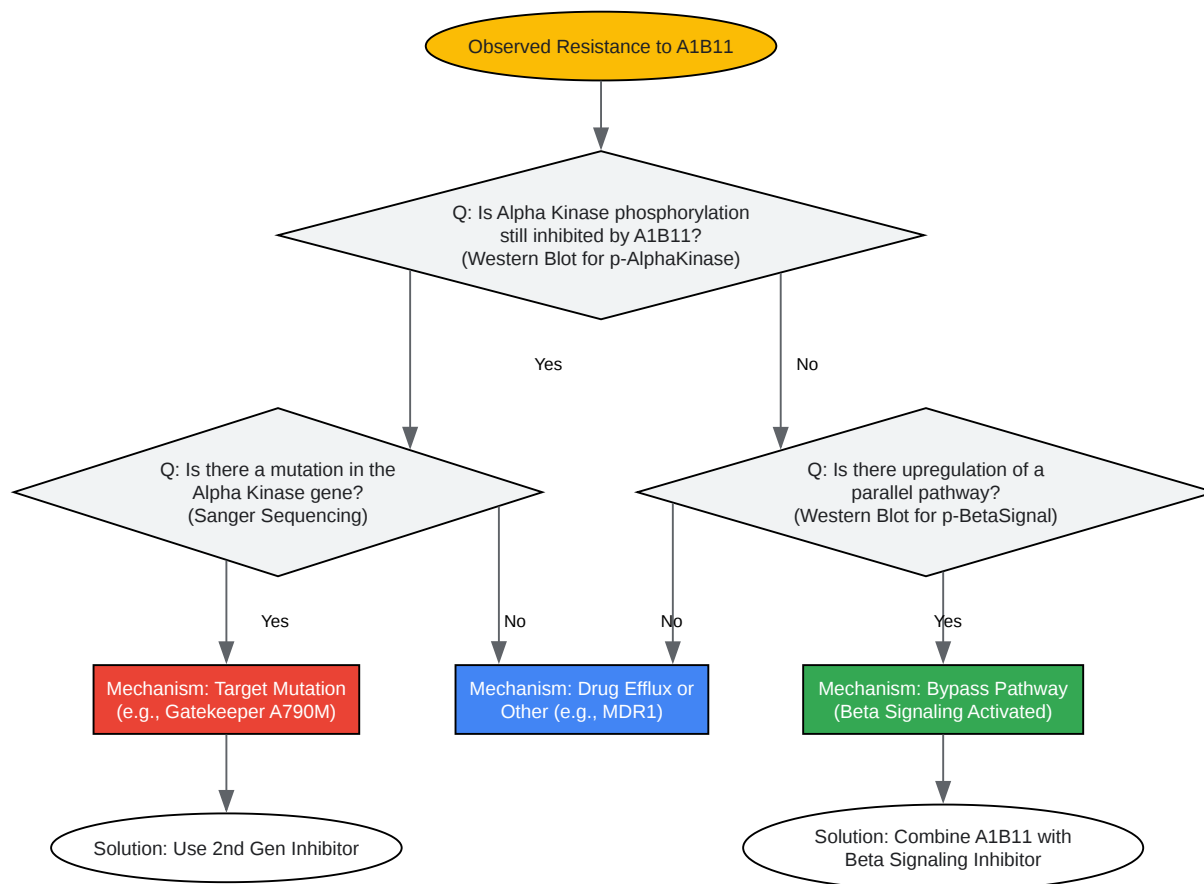 Observed Resistance to A1B11
Q: Is Alpha Kinase phosphorylation
still inhibited by A1B11?
(Western Blot for p-AlphaKinase)
Yes
No
Q: Is there a mutation in the
Alpha Kinase gene?
(Sanger Sequencing)
Q: Is there upregulation of a
parallel pathway?
(Western Blot for p-BetaSignal)
Yes
No
No
Yes
Mechanism: Target Mutation
(e.g., Gatekeeper A790M)
Mechanism: Drug Efflux or
Other (e.g., MDR1)
Mechanism: Bypass Pathway
(Beta Signaling Activated)
Solution: Use 2nd Gen Inhibitor
Solution: Combine A1B11 with
Beta Signaling Inhibitor